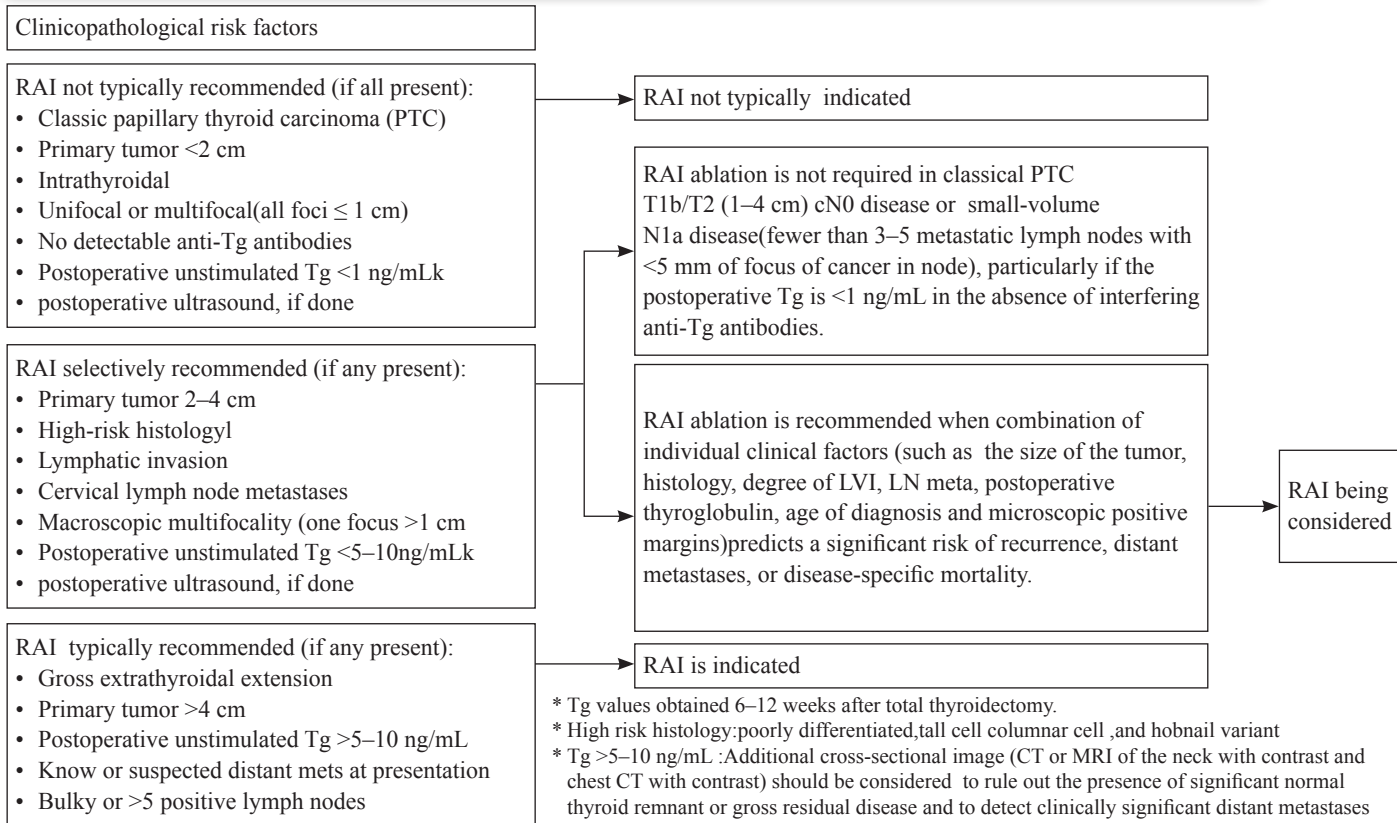 Clinicopathological risk factors
RAI not typically recommended (if all present):
• Classic papillary thyroid carcinoma (PTC)
• Primary tumor <2 cm
• Intrathyroidal
• Unifocal or multifocal(all foci ≤ 1 cm)
• No detectable anti-Tg antibodies
• Postoperative unstimulated Tg <1 ng/mLk
• postoperative ultrasound, if done
RAI not typically indicated
RAI selectively recommended (if any present):
• Primary tumor 2–4 cm
• High-risk histologyl
• Lymphatic invasion
• Cervical lymph node metastases
• Macroscopic multifocality (one focus >1 cm
• Postoperative unstimulated Tg <5–10ng/mLk
• postoperative ultrasound, if done
RAI ablation is not required in classical PTC
T1b/T2 (1–4 cm) cN0 disease or small-volume
N1a disease(fewer than 3–5 metastatic lymph nodes with
<5 mm of focus of cancer in node), particularly if the
postoperative Tg is <1 ng/mL in the absence of interfering
anti-Tg antibodies.
RAI ablation is recommended when combination of
individual clinical factors (such as the size of the tumor,
histology, degree of LVI, LN meta, postoperative
thyroglobulin, age of diagnosis and microscopic positive
margins)predicts a significant risk of recurrence, distant
metastases, or disease-specific mortality.
RAI being
considered
RAI typically recommended (if any present):
• Gross extrathyroidal extension
• Primary tumor >4 cm
• Postoperative unstimulated Tg >5–10 ng/mL
• Know or suspected distant mets at presentation
• Bulky or >5 positive lymph nodes
RAI is indicated
* Tg values obtained 6–12 weeks after total thyroidectomy.
* High risk histology:poorly differentiated,tall cell columnar cell ,and hobnail variant
* Tg >5–10 ng/mL :Additional cross-sectional image (CT or MRI of the neck with contrast and
chest CT with contrast) should be considered to rule out the presence of significant normal
thyroid remnant or gross residual disease and to detect clinically significant distant metastases